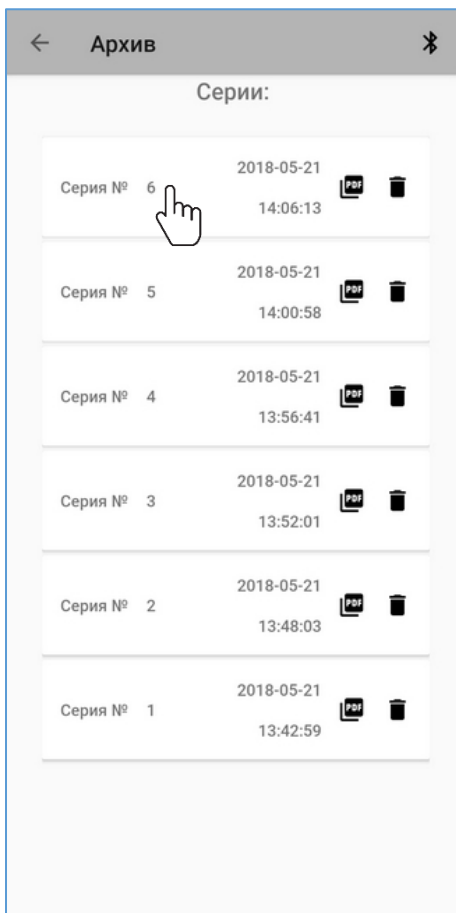 Архив
Серии:
Серия № 6 2018-05-21
14:06:13
PDF
Серия № 5 2018-05-21
14:00:58
PDF
Серия № 4 2018-05-21
13:56:41
PDF
Серия № 3 2018-05-21
13:52:01
PDF
Серия № 2 2018-05-21
13:48:03
PDF
Серия № 1 2018-05-21
13:42:59
PDF